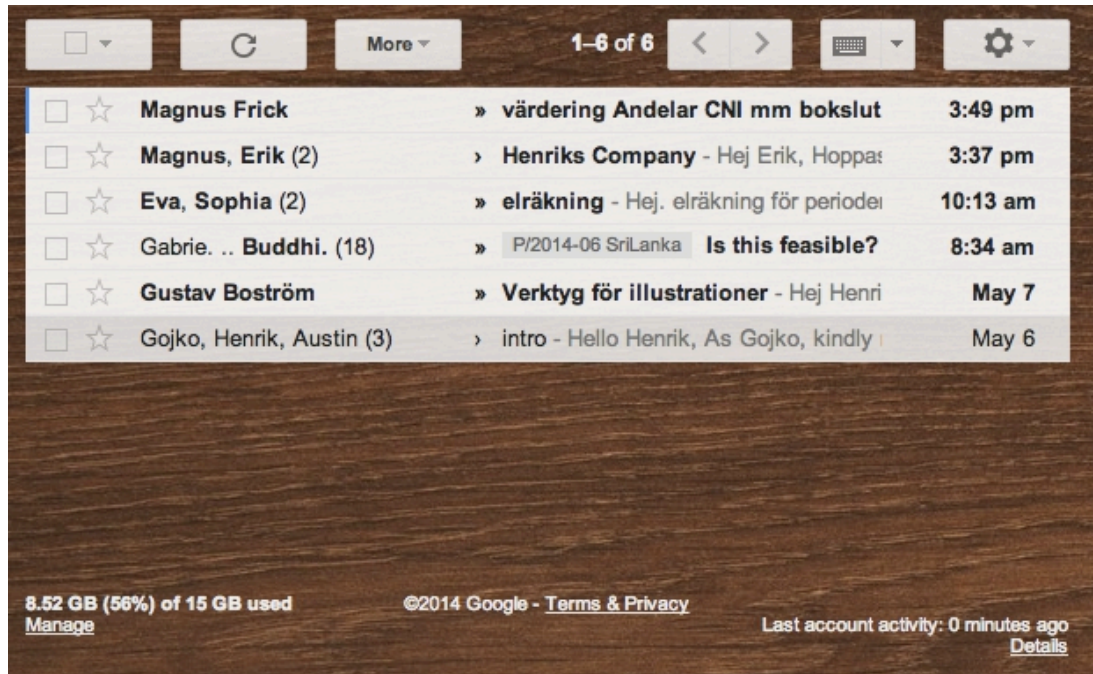 More 1–6 of 6
Magnus Frick » värdering Andelar CNI mm bokslut 3:49 pm
Magnus, Erik (2) › Henriks Company - Hej Erik, Hoppas 3:37 pm
Eva, Sophia (2) » elräkning - Hej. elräkning för perioden 10:13 am
Gabrie. .. Buddhi. (18) » P/2014-06 SriLanka Is this feasible? 8:34 am
Gustav Boström » Verktyg för illustrationer - Hej Henri May 7
Gojko, Henrik, Austin (3) › intro - Hello Henrik, As Gojko, kindly May 6
8.52 GB (56%) of 15 GB used ©2014 Google - Terms & Privacy
Manage Last account activity: 0 minutes ago
Details